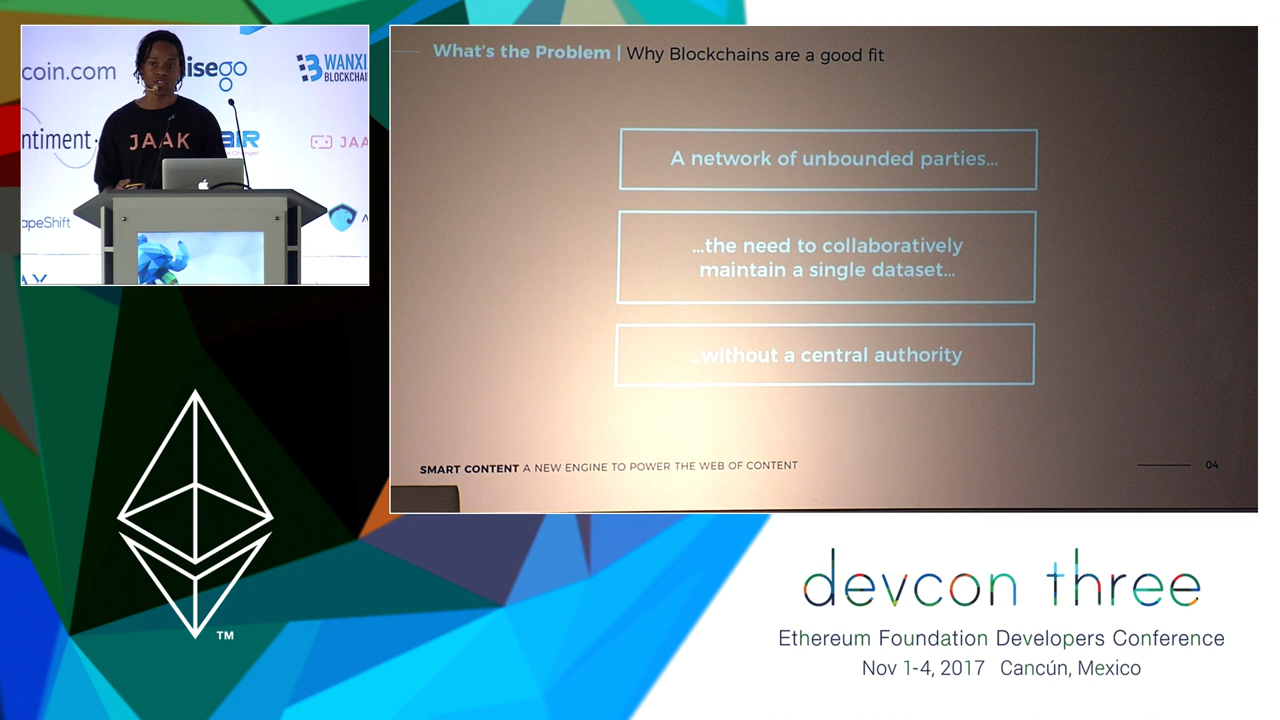 coin.com
isego
WANXI
BLOCKCHAI
ntiment
JAAK
JAA
apeShift
What's the Problem | Why Blockchains are a good fit
A network of unbounded parties...
...the need to collaboratively
maintain a single dataset...
...without a central authority
SMART CONTENT A NEW ENGINE TO POWER THE WEB OF CONTENT
04
TM
devcon three
Ethereum Foundation Developers Conference
Nov 1-4, 2017 Cancún, Mexico